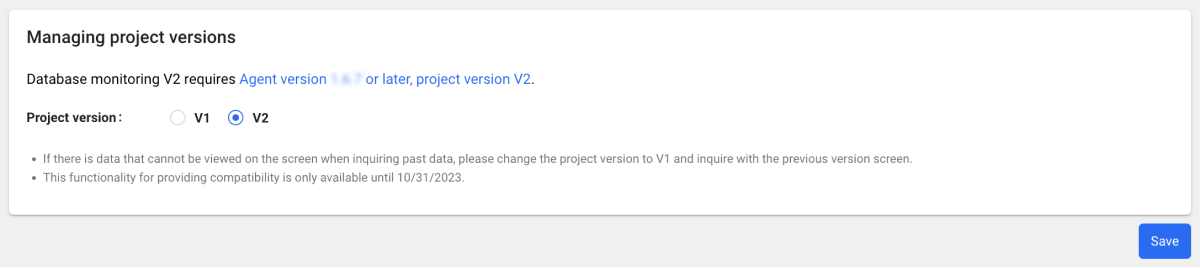 Managing project versions
Database monitoring V2 requires Agent version or later, project version V2.
Project version : V1 V2
If there is data that cannot be viewed on the screen when inquiring past data, please change the project version to V1 and inquire with the previous version screen.
This functionality for providing compatibility is only available until 10/31/2023.
Save